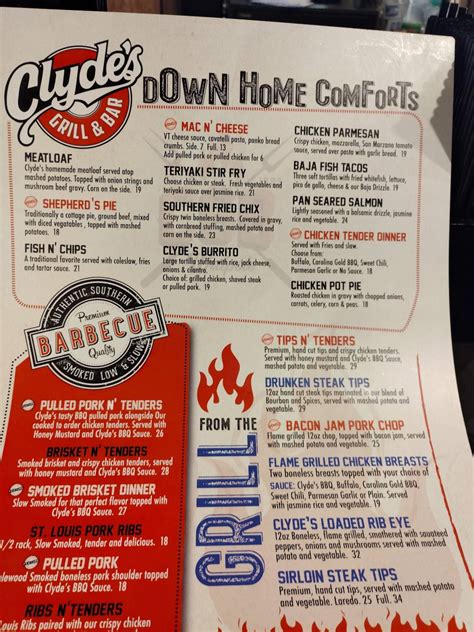 Clyde's
GRILL & BAR
DOWN HOME COMFORTS
MEATLOAF
Clyde's homemade meatloaf served atop
mashed potatoes. Topped with onion strings and
mushroom beef gravy. Corn on the side. 19
SHEPHERD'S PIE
Traditionally a cottage pie, ground beef, mixed
with diced vegetables , topped with mashed
potatoes. 18
FISH N' CHIPS
A traditional favorite served with coleslaw, fries
and tartar sauce. 21
MAC N' CHEESE
VT cheese sauce, cavatelli pasta, panko bread
crumbs. Side. 7 Full. 13
Add pulled pork or pulled chicken for 6
TERIYAKI STIR FRY
Choose chicken or steak. Fresh vegetables and
teriyaki sauce over jasmine rice. 21
SOUTHERN FRIED CHIX
Crispy twin boneless breasts. Covered in gravy,
with cornbread stuffing, mashed potato and
corn on the side. 23
CLYDE'S BURRITO
Large tortilla stuffed with rice, jack cheese,
onions & cilantro.
Choice of: grilled chicken, shaved steak
or pulled pork. 19
CHICKEN PARMESAN
Crispy chicken, mozzarella, San Marzano tomato
sauce, served over pasta with garlic bread. 19
BAJA FISH TACOS
Three soft tortillas with fried whitefish, lettuce,
pico de gallo, cheese & our Baja Drizzle. 19
PAN SEARED SALMON
Lightly seasoned with a balsamic drizzle, jasmine
rice and vegetable. 24
CHICKEN TENDER DINNER
Served with Fries and slaw.
Choose from:
Buffalo, Carolina Gold BBQ, Sweet Chili,
Parmesan Garlic or No Sauce. 21
CHICKEN POT PIE
Roasted chicken in gravy with chopped onions,
carrots, celery, corn & peas. 18
AUTHENTIC SOUTHERN
Premium
BARBECUE
Quality
SMOKED LOW & SLOW
PULLED PORK N' TENDERS
Clyde's tasty BBQ pulled pork alongside Our
cooked to order chicken tenders. Served with
Honey Mustard and Clyde's BBQ Sauce. 26
BRISKET N' TENDERS
Smoked brisket and crispy chicken tenders, served
with honey mustard and Clyde's BBQ Sauce. 28
SMOKED BRISKET DINNER
Slow Smoked for that perfect flavor topped with
Clyde's BBQ Sauce. 27
ST. LOUIS PORK RIBS
1/2 rack, Slow Smoked, tender and delicious. 18
PULLED PORK
lewood Smoked boneless pork shoulder topped
with Clyde's BBQ Sauce. 18
RIBS N'TENDERS
Louis Ribs paired with our crispy chicken
FROM THE
GRILL
TIPS N' TENDERS
Premium, hand cut tips and crispy chicken tenders.
Served with Honey Mustard and Clyde's BBQ,
mashed potato and vegetable. 29
DRUNKEN STEAK TIPS
12oz hand cut steak tips marinated in our blend of
Bourbon and Spices, served with mashed potato and
vegetable. 29
BACON JAM PORK CHOP
Flame grilled 12oz chop, topped with bacon jam, served
with mashed potato and vegetable. 21
FLAME GRILLED CHICKEN BREASTS
Two boneless breasts topped with your choice of
SAUCE: Clyde's BBQ, Buffalo, Carolina Gold BBQ,
Sweet Chili, Parmesan Garlic or Plain. Served with
jasmine rice and vegetable. 21
CLYDE'S LOADED RIB EYE
12oz Boneless, flame grilled, smothered with sauteed
peppers, onions and mushrooms served with mashed
potato and vegetable. 32
SIRLOIN STEAK TIPS
Premium, hand cut tips, served with mashed potato
and vegetable. Laredo. 25 Full. 34